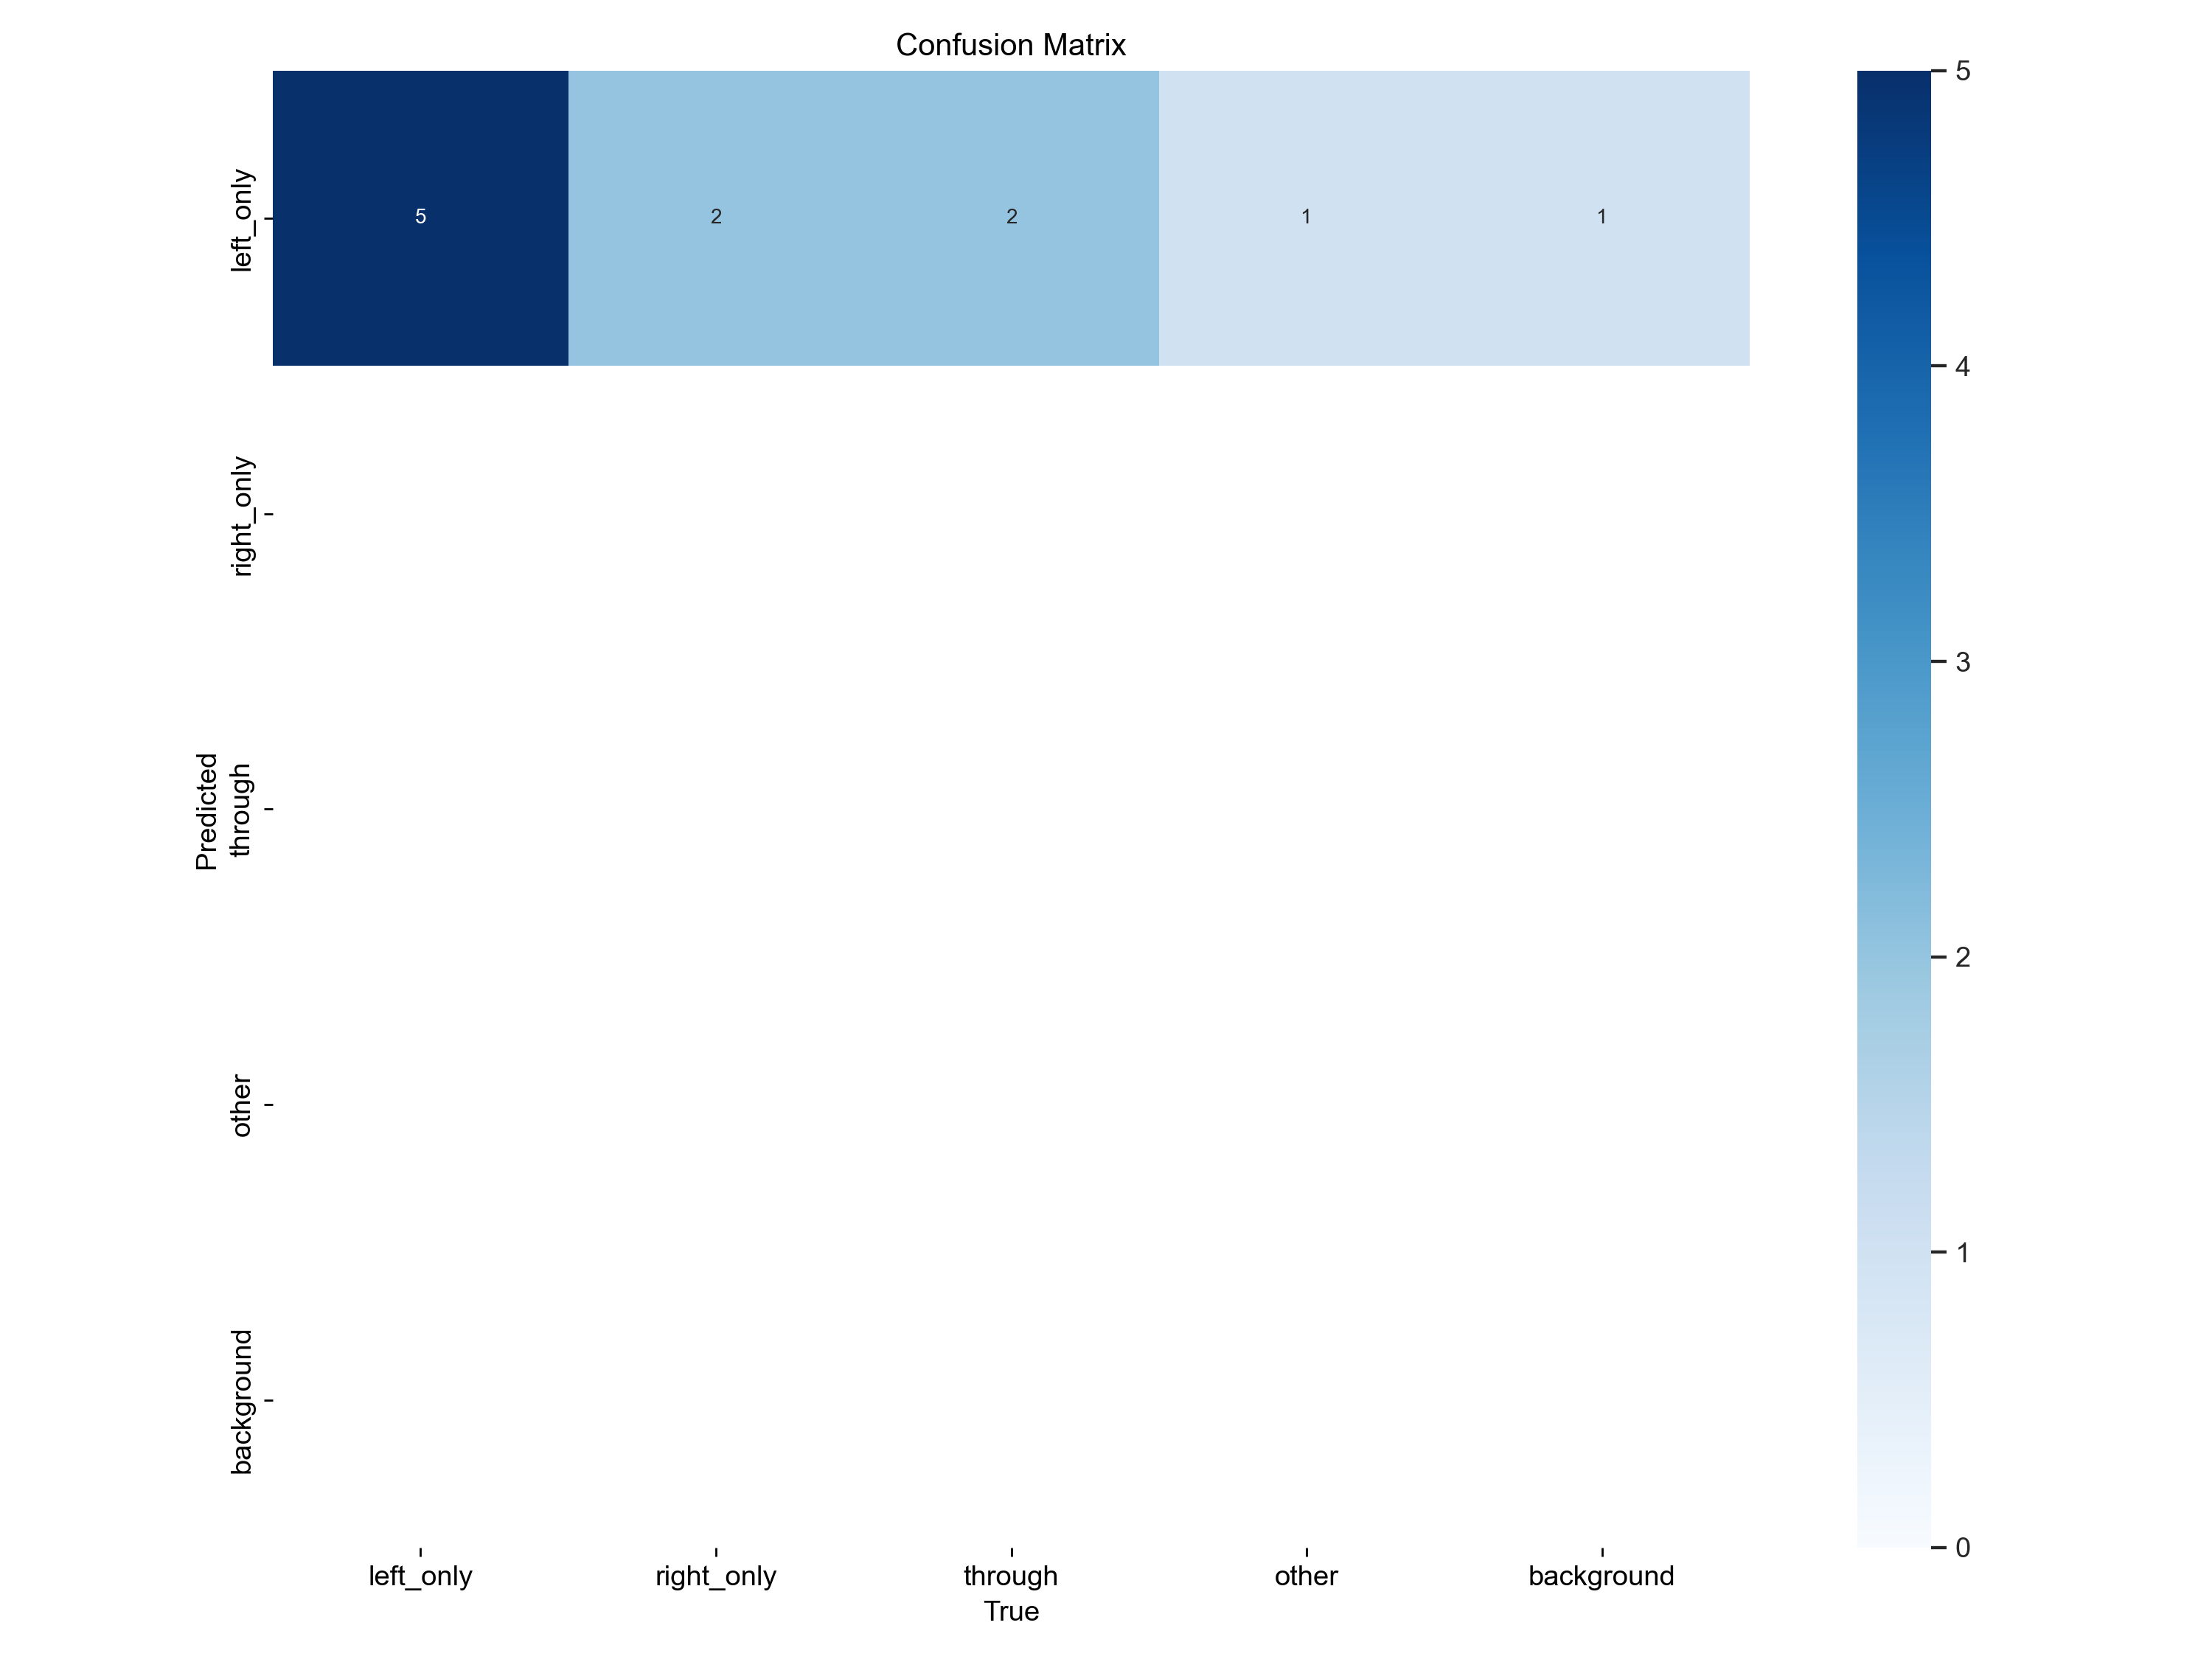 Confusion Matrix
left_only
5
2
2
1
1
right_only
Predicted
through
other
background
left_only
right_only
through
other
background
True
5
4
3
2
1
0